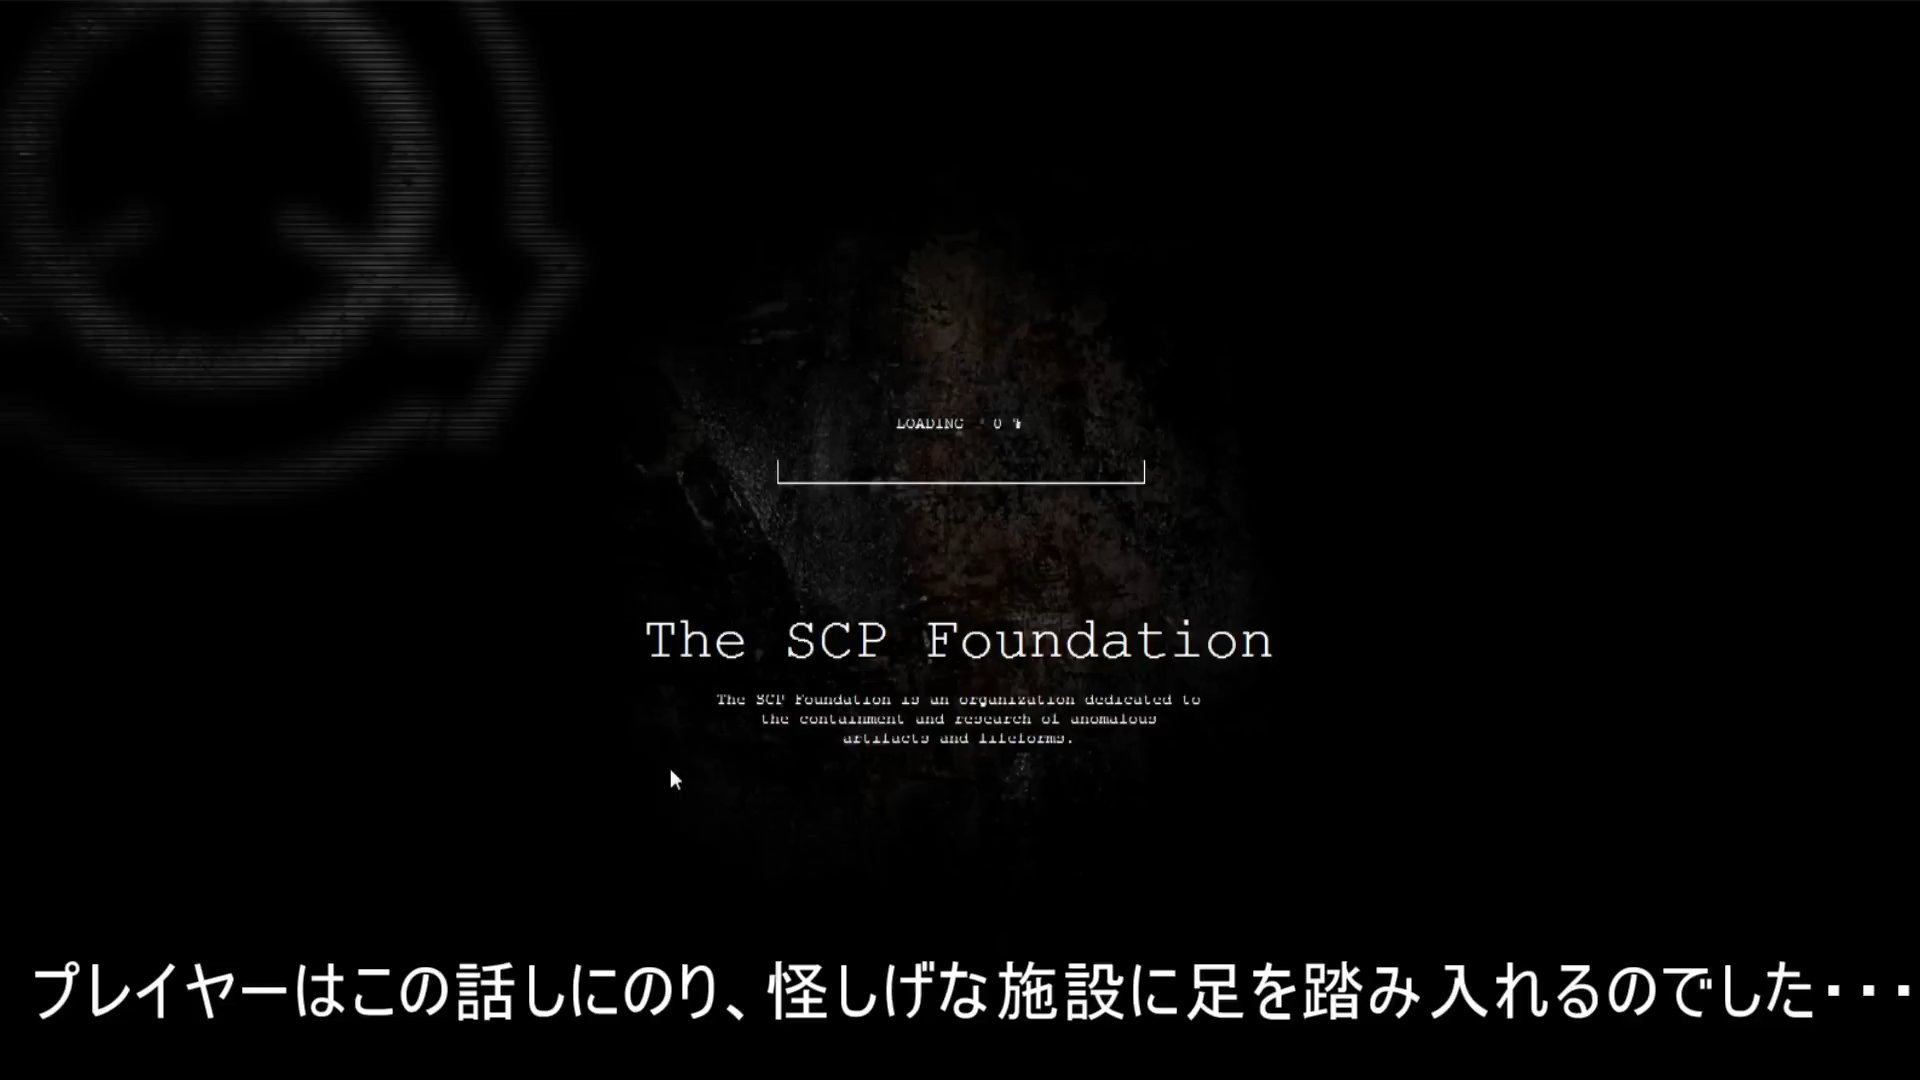 LOADING - 0 %
The SCP Foundation
The SCP Foundation is an organization dedicated to
the containment and research of anomalous
artifacts and lifeforms.
プレイヤーはこの話しにのり、怪しげな施設に足を踏み入れるのでした・・・